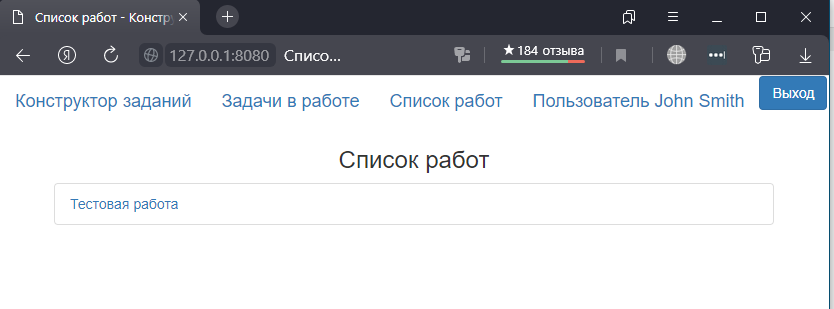 Список работ - Констру
127.0.0.1:8080 Списо... ★184 отзыва
Конструктор заданий Задачи в работе Список работ Пользователь John Smith Выход
Список работ
Тестовая работа